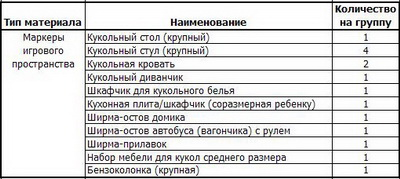 Тип материала Наименование Количество на группу
Маркеры игрового пространства Кукольный стол (крупный) 1
Кукольный стул (крупный) 4
Кукольная кровать 2
Кукольный диванчик 1
Шкафчик для кукольного белья 1
Кухонная плита/шкафчик (соразмерная ребенку) 1
Ширма-остов домика 1
Ширма-остов автобуса (вагончика) с рулем 1
Ширма-прилавок 1
Набор мебели для кукол среднего размера 1
Бензоколонка (крупная) 1